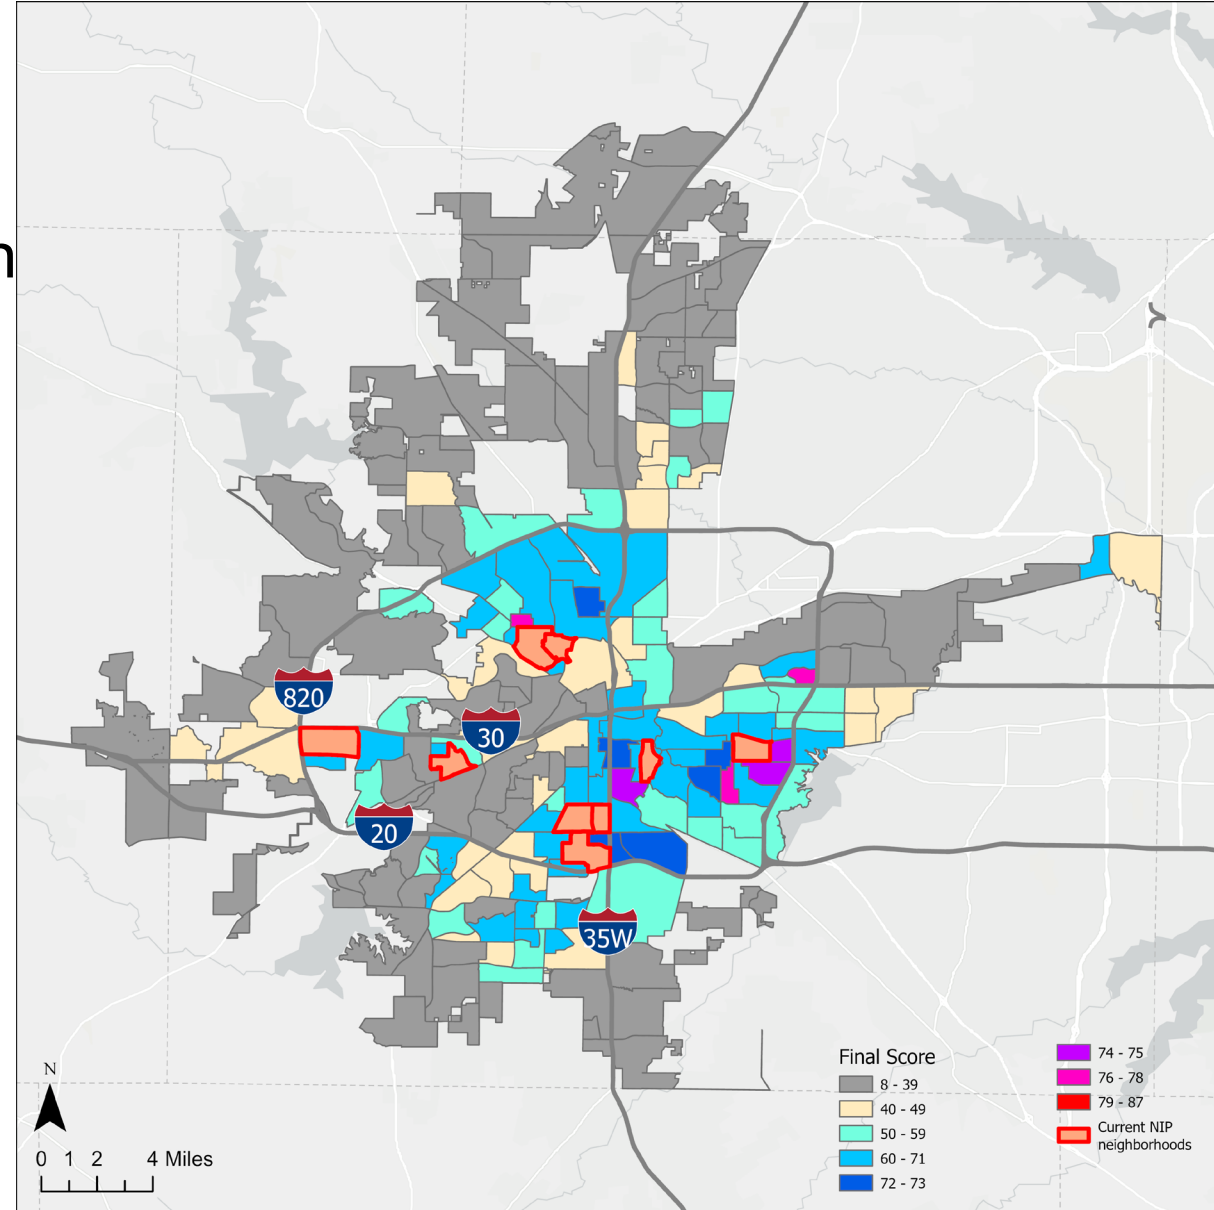 n
820
30
20
35W
N
0 1 2 4 Miles
Final Score
8 - 39
40 - 49
50 - 59
60 - 71
72 - 73
74 - 75
76 - 78
79 - 87
Current NIP
neighborhoods